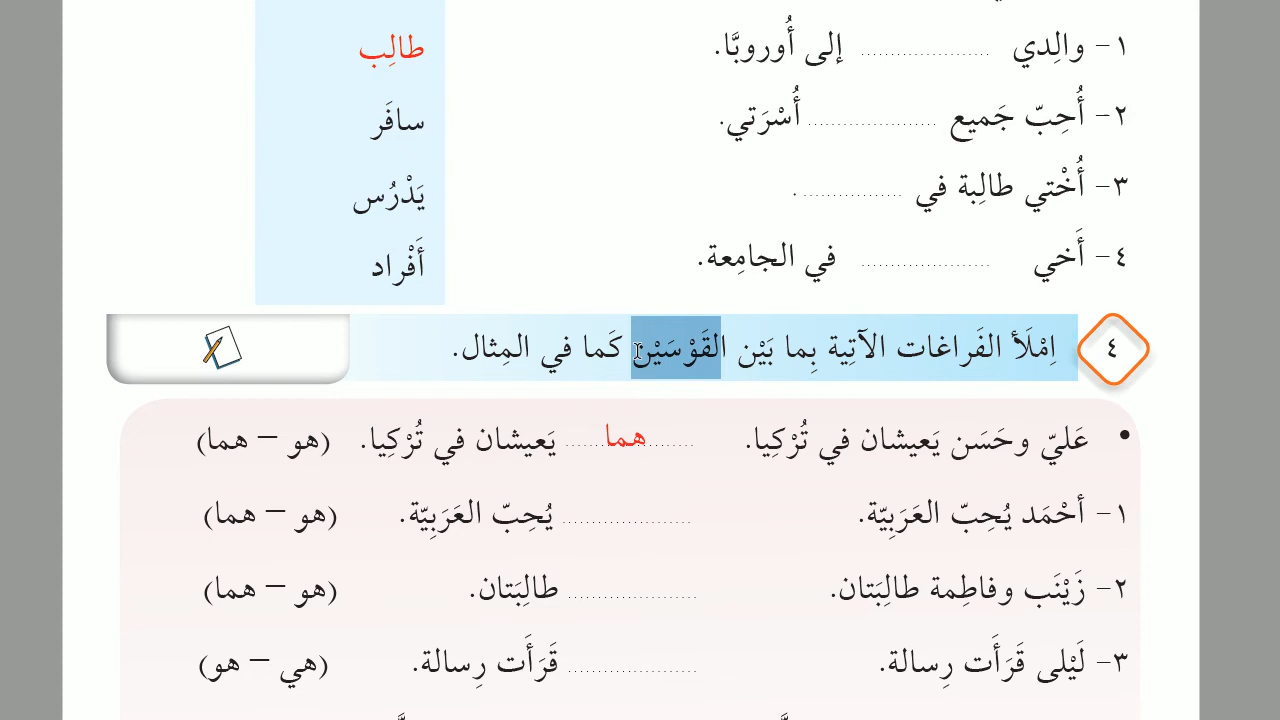 ١- والِدي .................... إلى أُوروبَّا.
طالِب
٢- أُحِبّ جَميع .................... أُسْرَتي.
سافَر
٣- أُخْتي طالِبة في ................ .
يَدْرُس
٤- أَخي .................... في الجامِعة.
أَفْراد
٤ اِمْلَأ الفَراغات الآتِية بِما بَيْن القَوْسَيْن كَما في المِثال.
• عَليّ وحَسَن يَعيشان في تُرْكِيا. ......هما...... يَعيشان في تُرْكِيا. (هو – هما)
١- أحْمَد يُحِبّ العَرَبِيّة. .................... يُحِبّ العَرَبِيّة. (هو – هما)
٢- زَيْنَب وفاطِمة طالِبَتان. .................... طالِبَتان. (هو – هما)
٣- لَيْلى قَرَأَت رِسالة. .................... قَرَأَت رِسالة. (هي – هو)